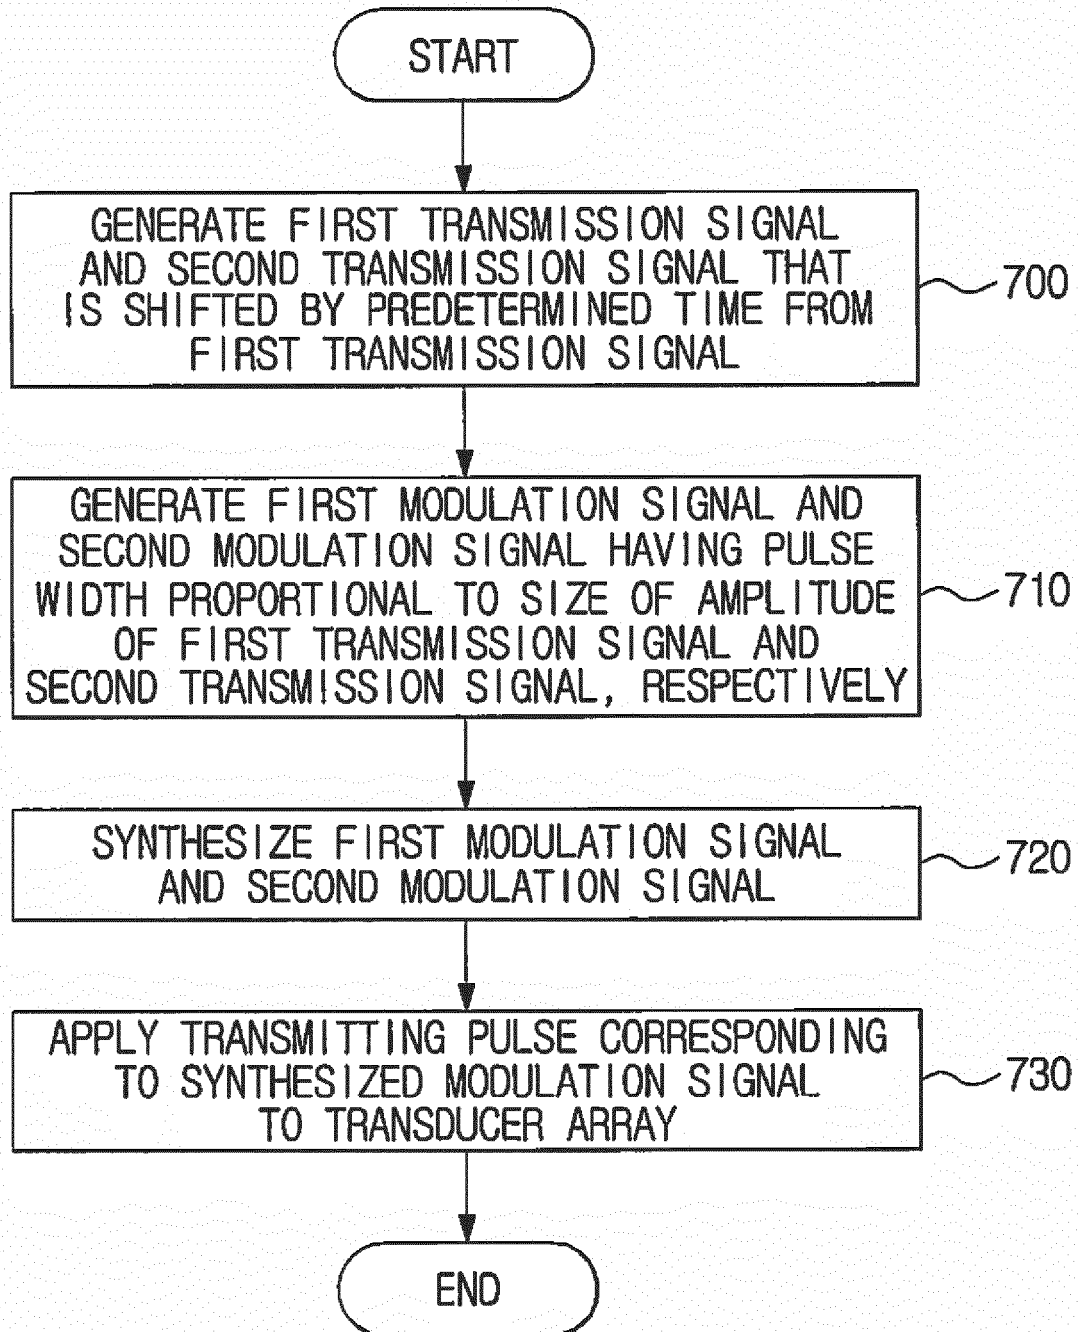 START
GENERATE FIRST TRANSMISSION SIGNAL
AND SECOND TRANSMISSION SIGNAL THAT
IS SHIFTED BY PREDETERMINED TIME FROM
FIRST TRANSMISSION SIGNAL
700
GENERATE FIRST MODULATION SIGNAL AND
SECOND MODULATION SIGNAL HAVING PULSE
WIDTH PROPORTIONAL TO SIZE OF AMPLITUDE
OF FIRST TRANSMISSION SIGNAL AND
SECOND TRANSMISSION SIGNAL, RESPECTIVELY
710
SYNTHESIZE FIRST MODULATION SIGNAL
AND SECOND MODULATION SIGNAL
720
APPLY TRANSMITTING PULSE CORRESPONDING
TO SYNTHESIZED MODULATION SIGNAL
TO TRANSDUCER ARRAY
730
END